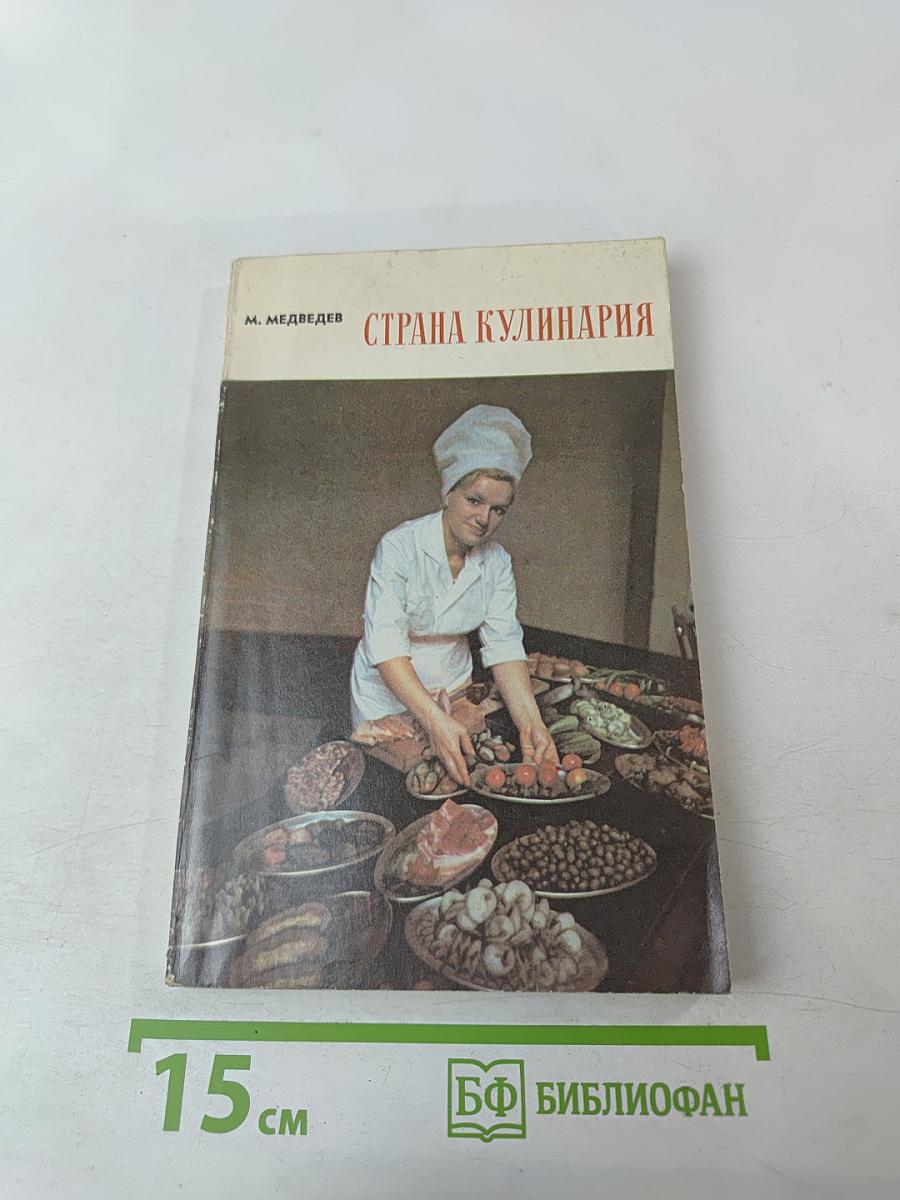 М. МЕДВЕДЕВ СТРАНА КУЛИНАРИЯ
15 см
БФ БИБЛИОФАН